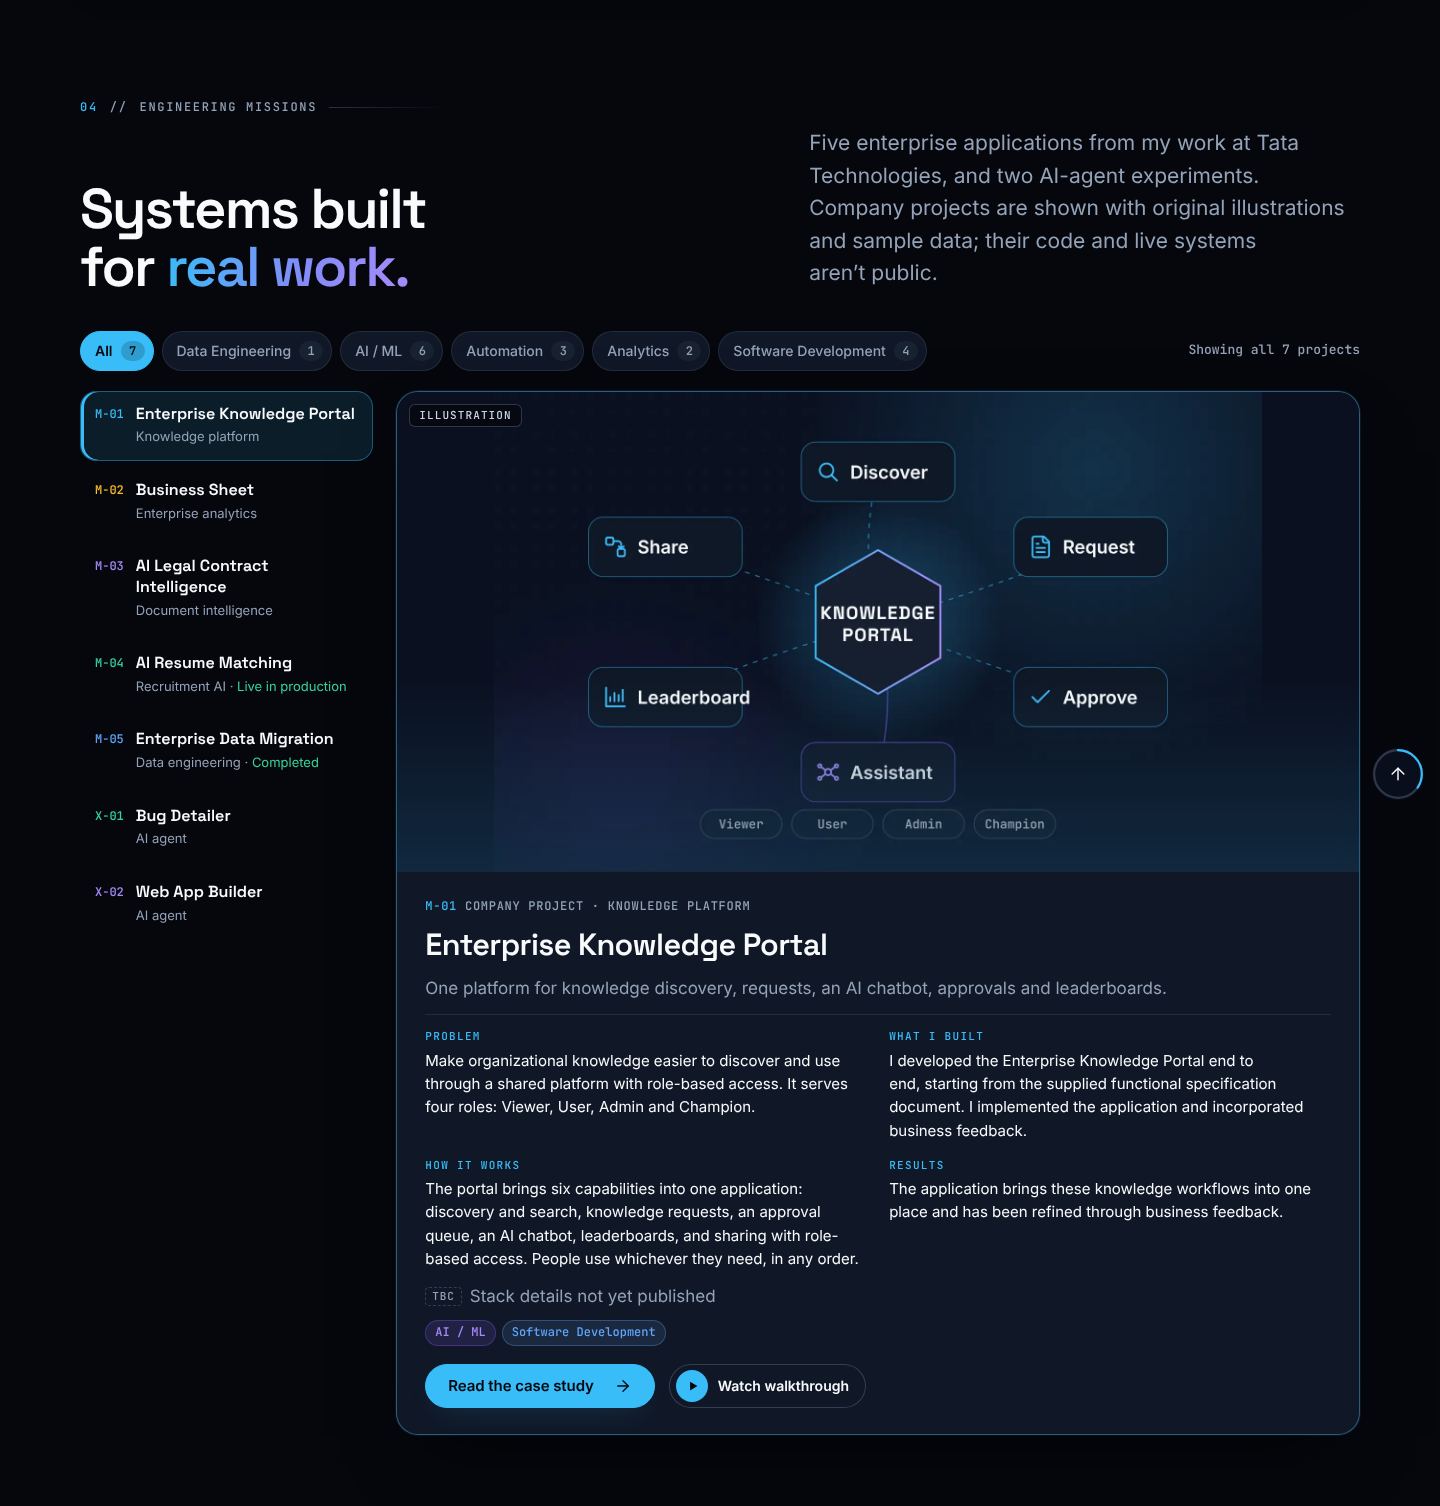 04 // ENGINEERING MISSIONS
Systems built
for real work.
Five enterprise applications from my work at Tata
Technologies, and two AI-agent experiments.
Company projects are shown with original illustrations
and sample data; their code and live systems
aren’t public.
All 7
Data Engineering 1
AI / ML 6
Automation 3
Analytics 2
Software Development 4
Showing all 7 projects
M-01 Enterprise Knowledge Portal
Knowledge platform
M-02 Business Sheet
Enterprise analytics
M-03 AI Legal Contract
Intelligence
Document intelligence
M-04 AI Resume Matching
Recruitment AI · Live in production
M-05 Enterprise Data Migration
Data engineering · Completed
X-01 Bug Detailer
AI agent
X-02 Web App Builder
AI agent
ILLUSTRATION
Discover
Share
Request
KNOWLEDGE
PORTAL
Leaderboard
Approve
Assistant
Viewer
User
Admin
Champion
M-01 COMPANY PROJECT · KNOWLEDGE PLATFORM
Enterprise Knowledge Portal
One platform for knowledge discovery, requests, an AI chatbot, approvals and leaderboards.
PROBLEM
Make organizational knowledge easier to discover and use
through a shared platform with role-based access. It serves
four roles: Viewer, User, Admin and Champion.
WHAT I BUILT
I developed the Enterprise Knowledge Portal end to
end, starting from the supplied functional specification
document. I implemented the application and incorporated
business feedback.
HOW IT WORKS
The portal brings six capabilities into one application:
discovery and search, knowledge requests, an approval
queue, an AI chatbot, leaderboards, and sharing with role-
based access. People use whichever they need, in any order.
RESULTS
The application brings these knowledge workflows into one
place and has been refined through business feedback.
TBC Stack details not yet published
AI / ML
Software Development
Read the case study
Watch walkthrough